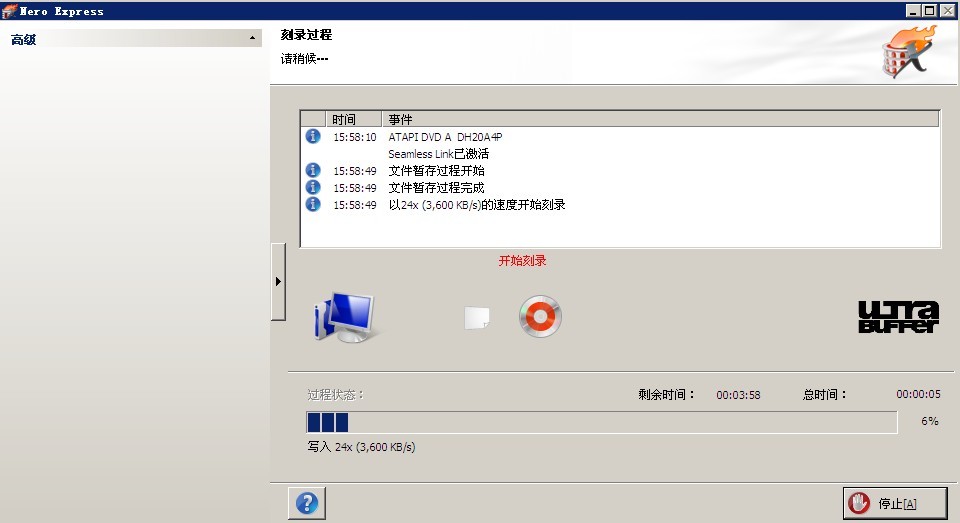 Nero Express
高级
刻录过程
请稍候---
时间 事件
15:58:10 ATAPI DVD A DH20A4P
Seamless Link已激活
15:58:49 文件暂存过程开始
15:58:49 文件暂存过程完成
15:58:49 以24x (3,600 KB/s)的速度开始刻录
开始刻录
ULTRA
BUFFER
过程状态： 剩余时间： 00:03:58 总时间： 00:00:05
6%
写入 24x (3,600 KB/s)
停止[A]